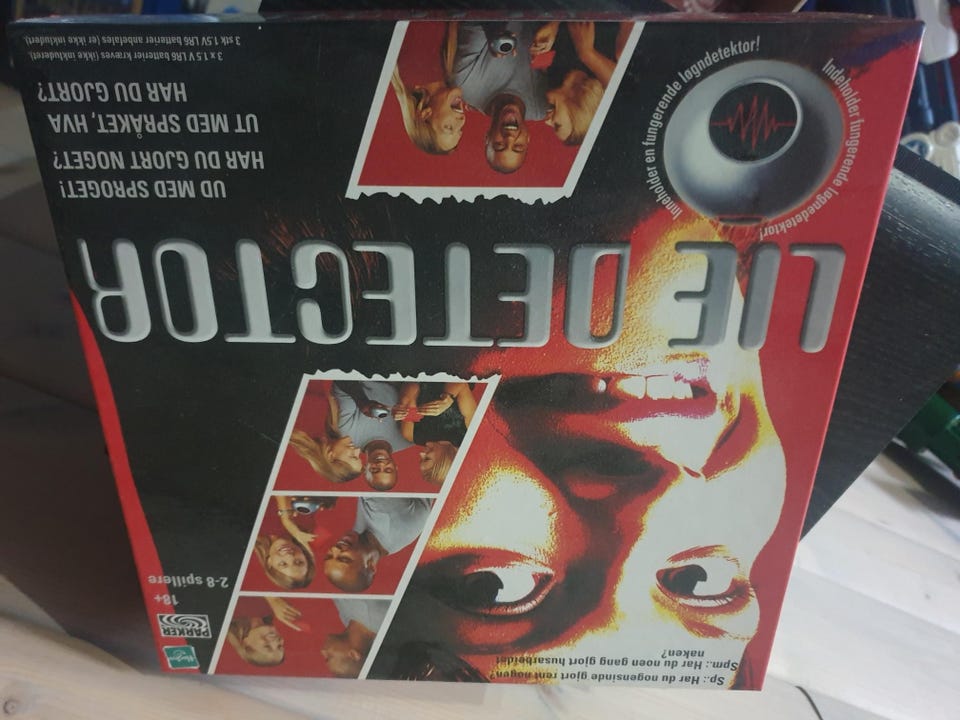 Sp.: Har du nogensinde gjort rent nøgen?
Spm.: Har du noen gang gjort husarbeidet
naken?
Hasbro
PARKER
18+
2-8 spillere
LIE DETECTOR
Indeholder fungerende løgnedetektor!
Inneholder en fungerende løgndetektor!
UD MED SPROGET!
HAR DU GJORT NOGET?
UT MED SPRÅKET, HVA
HAR DU GJORT?
3 x 1.5V LR6 batterier kræves (ikke inkluderet).
3 stk 1.5V LR6 batterier anbefales (er ikke inkludert).